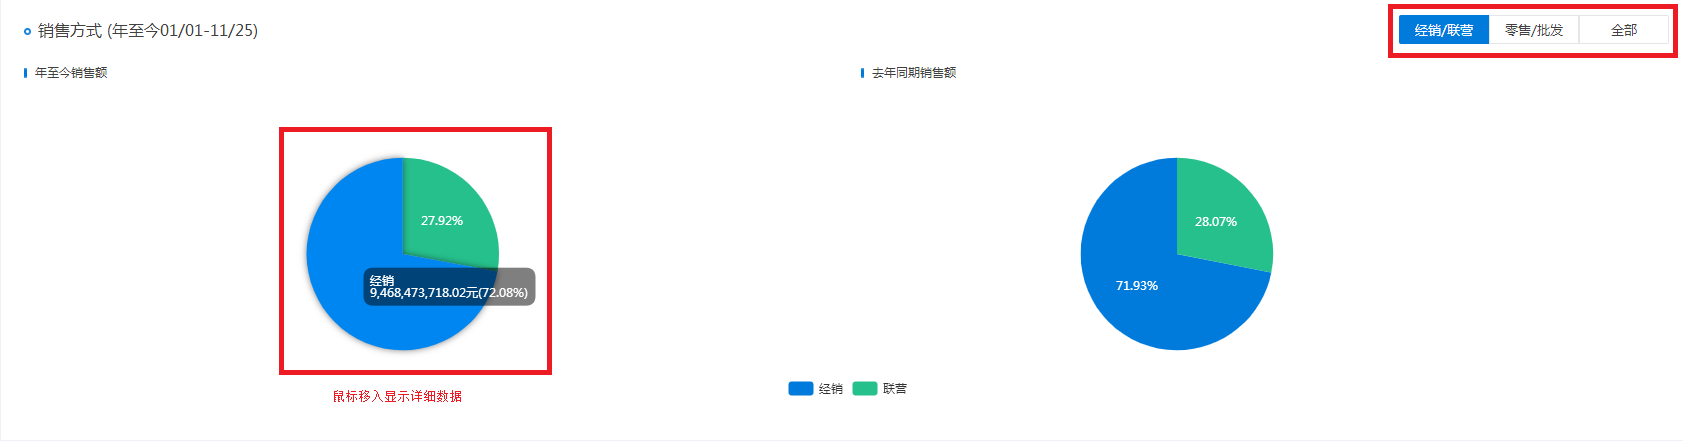 销售方式 (年至今01/01-11/25)
经销/联营 零售/批发 全部
年至今销售额
去年同期销售额
27.92%
经销
9,468,473,718.02元(72.08%)
28.07%
71.93%
经销 联营
鼠标移入显示详细数据